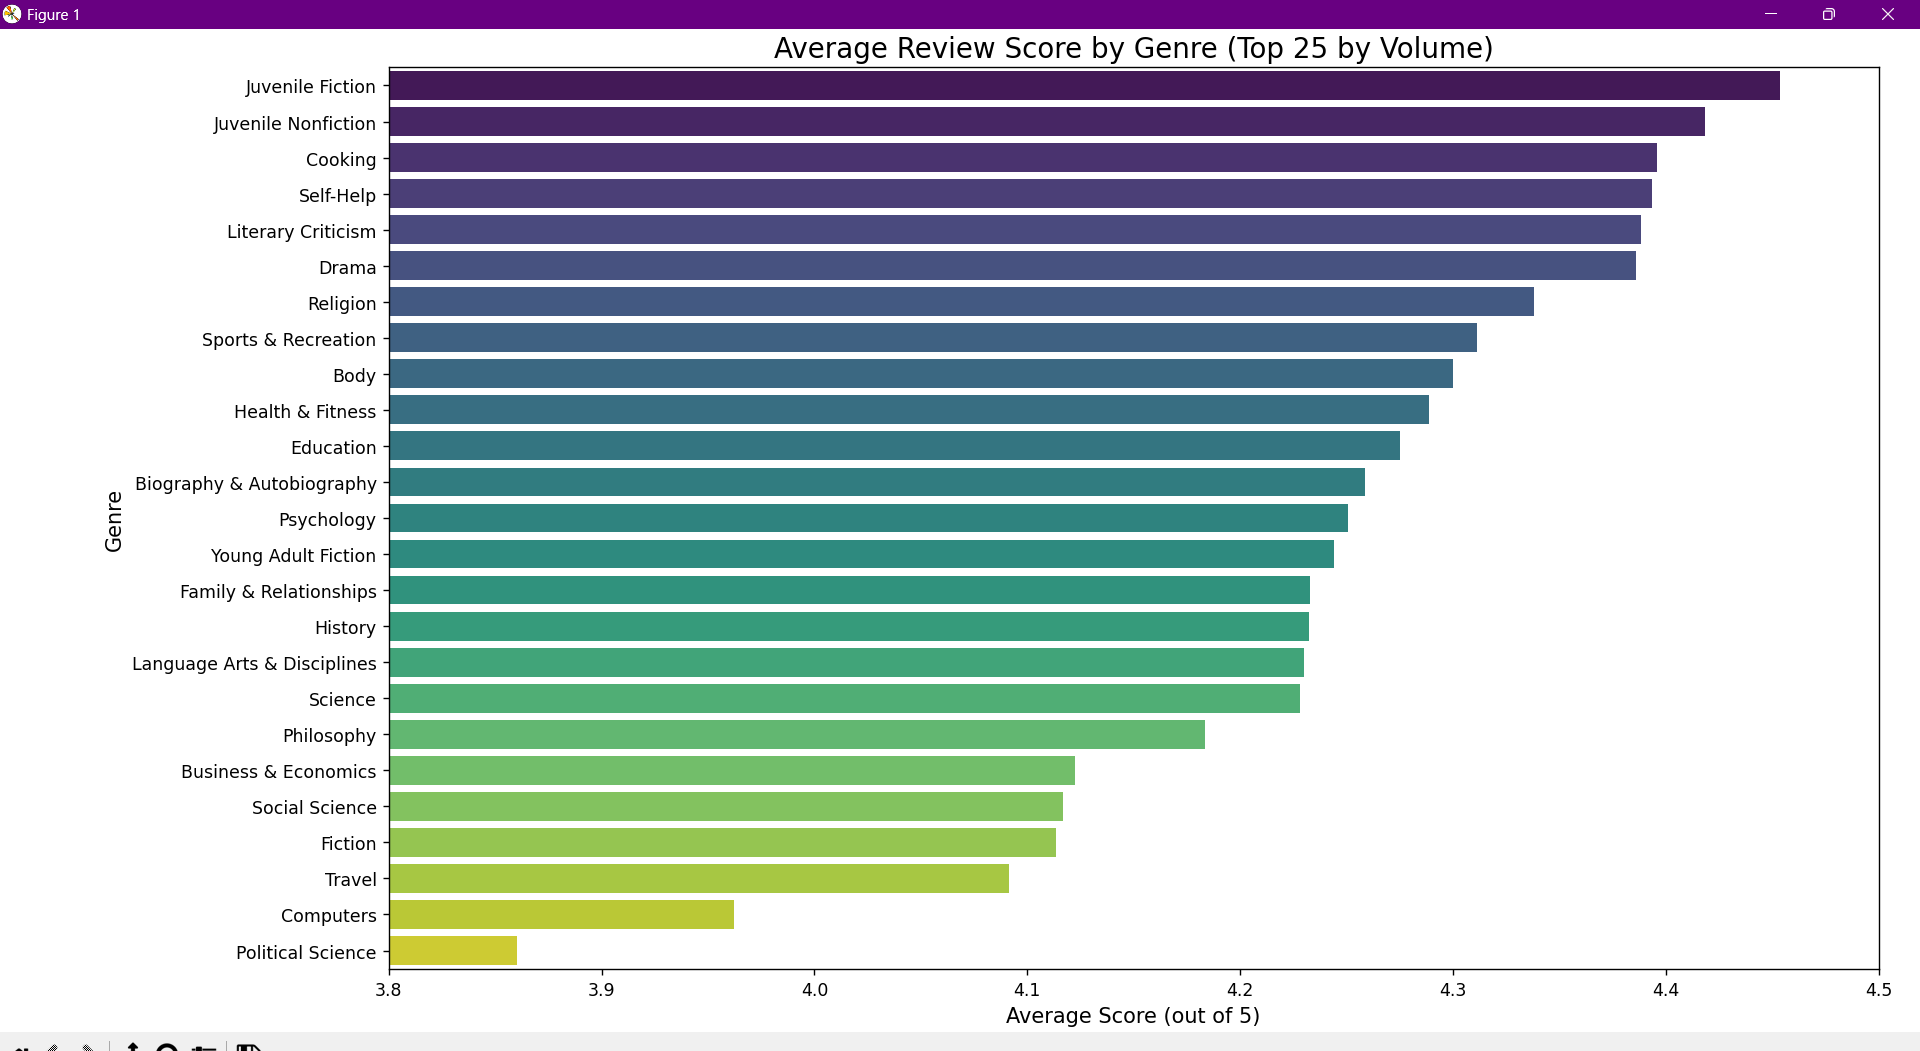 Figure 1
Average Review Score by Genre (Top 25 by Volume)
Juvenile Fiction
Juvenile Nonfiction
Cooking
Self-Help
Literary Criticism
Drama
Religion
Sports & Recreation
Body
Health & Fitness
Education
Biography & Autobiography
Psychology
Young Adult Fiction
Family & Relationships
History
Language Arts & Disciplines
Science
Philosophy
Business & Economics
Social Science
Fiction
Travel
Computers
Political Science
Genre
3.8 3.9 4.0 4.1 4.2 4.3 4.4 4.5
Average Score (out of 5)